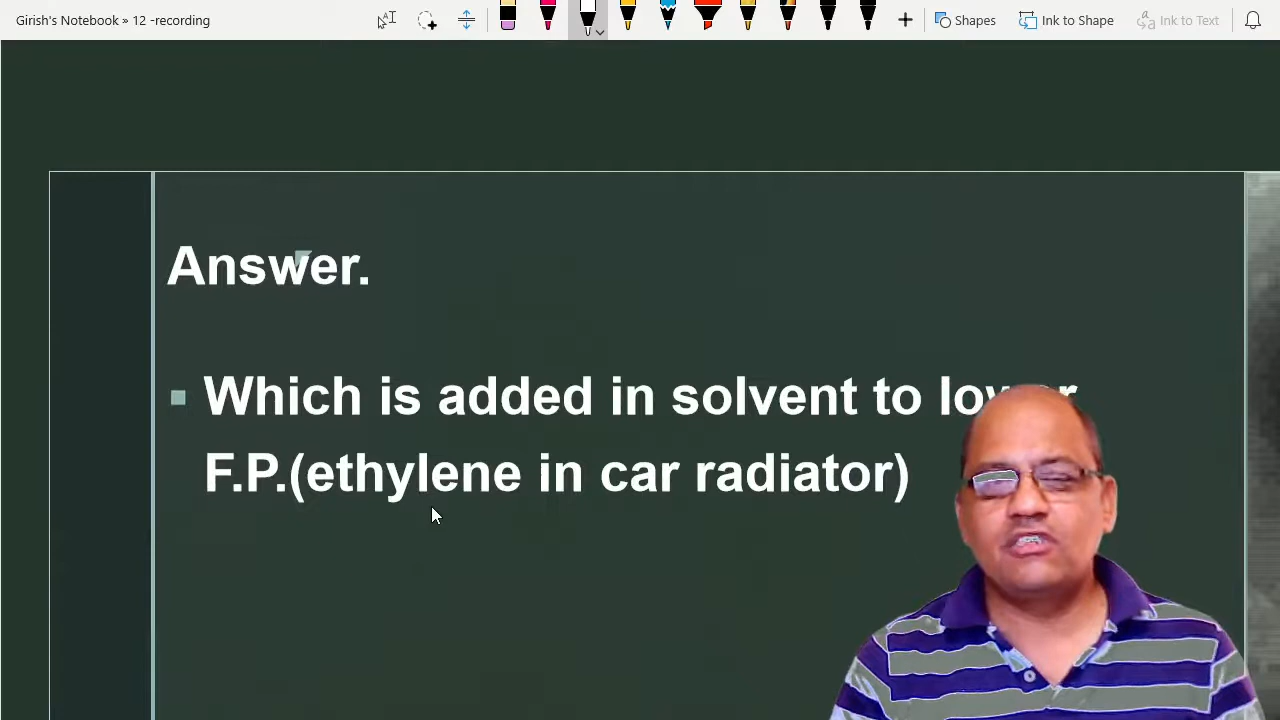 Girish's Notebook » 12 -recording
Shapes
Ink to Shape
Ink to Text
Answer.
Which is added in solvent to lower
F.P.(ethylene in car radiator)